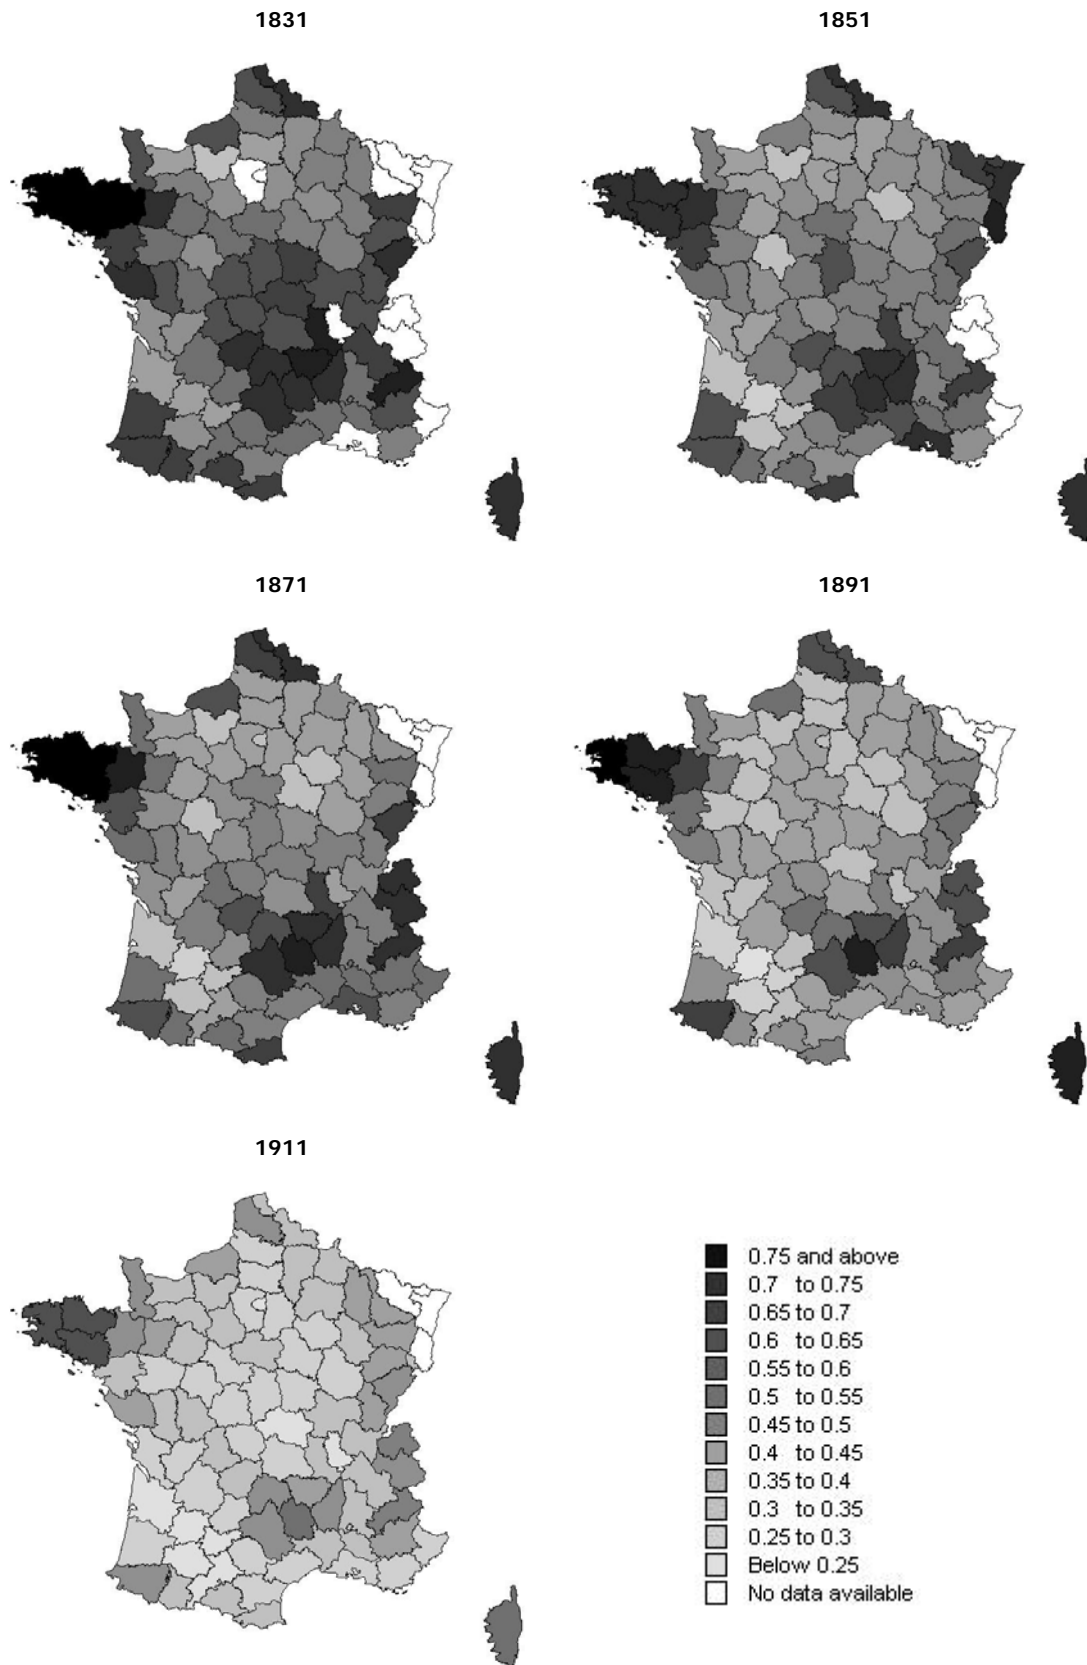 1831
1851
1871
1891
1911
0.75 and above
0.7 to 0.75
0.65 to 0.7
0.6 to 0.65
0.55 to 0.6
0.5 to 0.55
0.45 to 0.5
0.4 to 0.45
0.35 to 0.4
0.3 to 0.35
0.25 to 0.3
Below 0.25
No data available